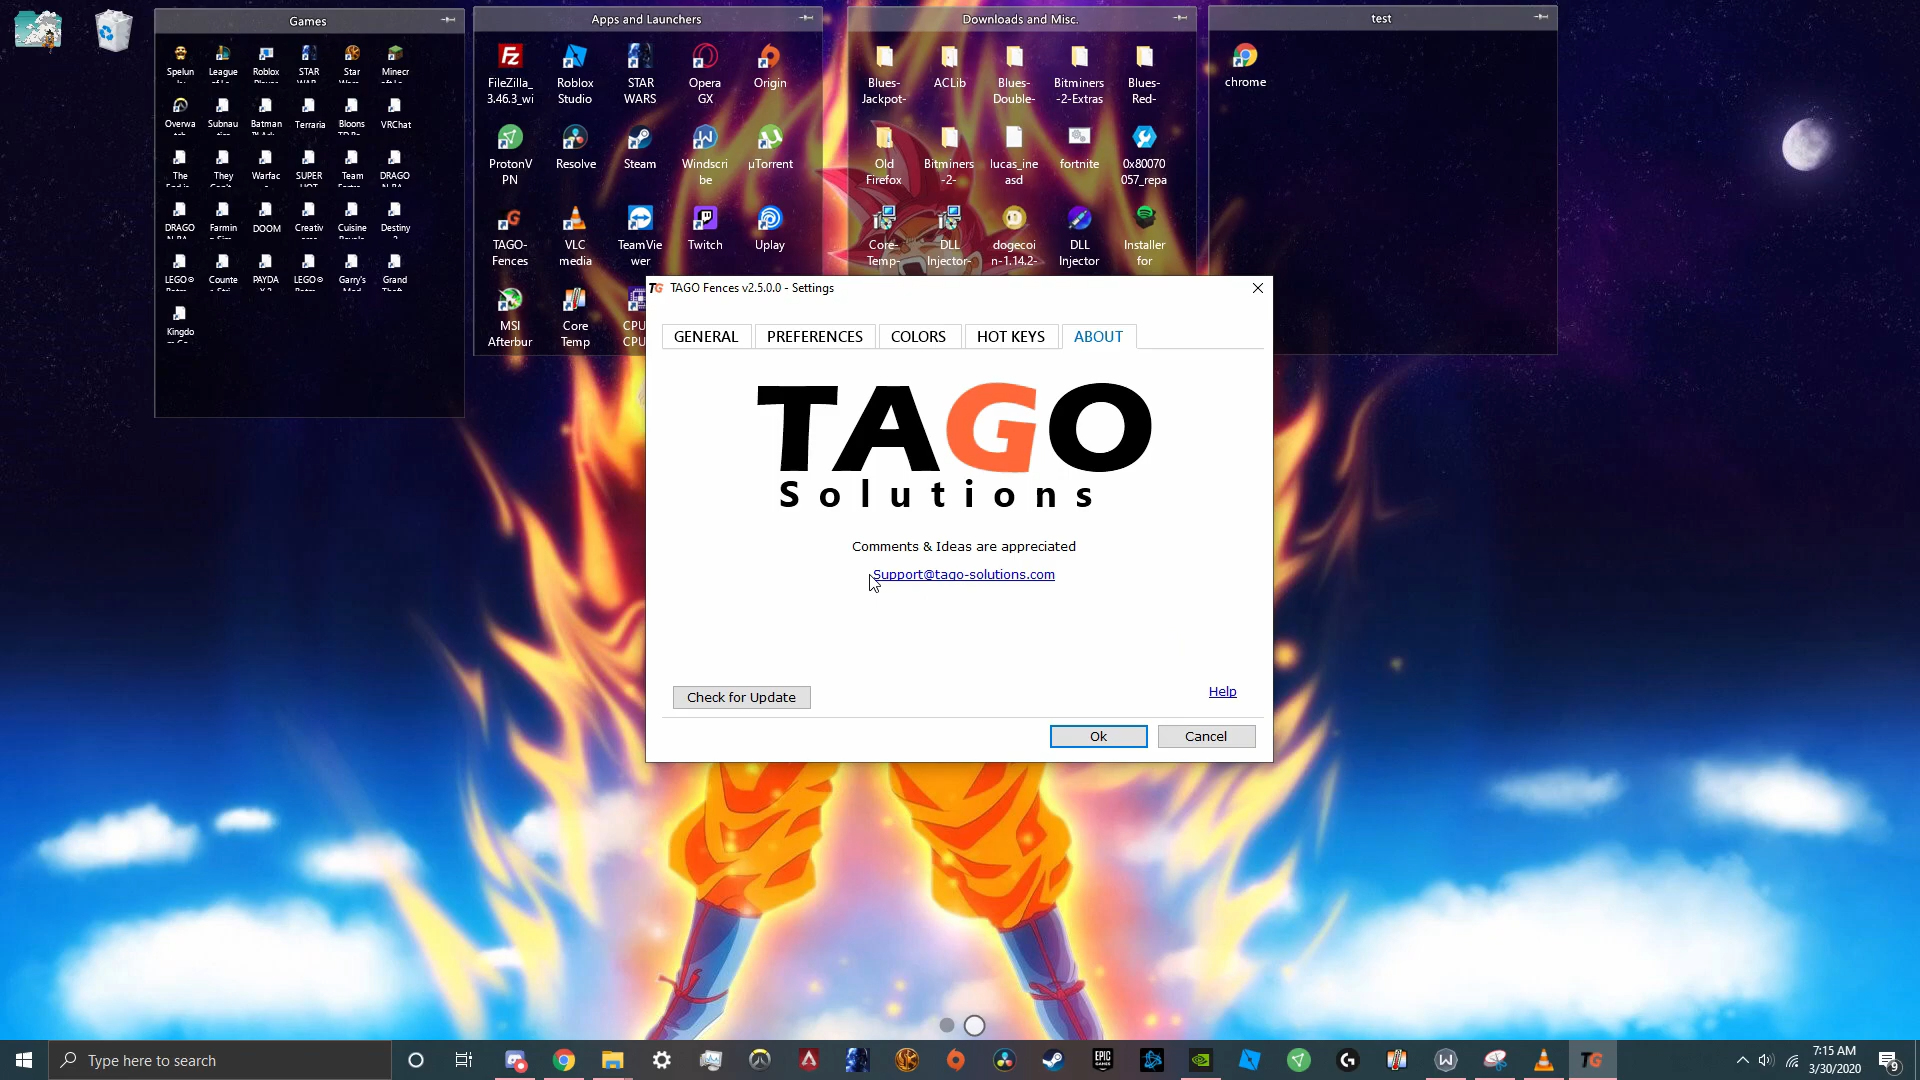 Games
Spelun
League
Roblox
STAR
Star
Minecr
Overwa
Subnau
Batman
Terraria
Bloons
VRChat
The
They
Warfac
SUPER
Team
DRAGO
DRAGO
Farmin
DOOM
Creativ
Cuisine
Destiny
LEGO®
Counte
PAYDA
LEGO®
Garry's
Grand
Kingdo
Apps and Launchers
FileZilla_
3.46.3_wi
Roblox
Studio
STAR
WARS
Opera
GX
Origin
ProtonV
PN
Resolve
Steam
Windscri
be
µTorrent
TAGO-
Fences
VLC
media
TeamVie
wer
Twitch
Uplay
MSI
Afterbur
Core
Temp
CPU
CPU
Downloads and Misc.
Blues-
Jackpot-
ACLib
Blues-
Double-
Bitminers
-2-Extras
Blues-
Red-
Old
Firefox
Bitminers
-2-
lucas_ine
asd
fortnite
0x80070
057_repa
Core-
Temp-
DLL
Injector-
dogecoi
n-1.14.2-
DLL
Injector
Installer
for
test
chrome
TG TAGO Fences v2.5.0.0 - Settings
GENERAL PREFERENCES COLORS HOT KEYS ABOUT
TAGO
Solutions
Comments & Ideas are appreciated
Support@tago-solutions.com
Check for Update
Help
Ok Cancel
Type here to search
EPIC
GAMES
TG
7:15 AM
3/30/2020
9